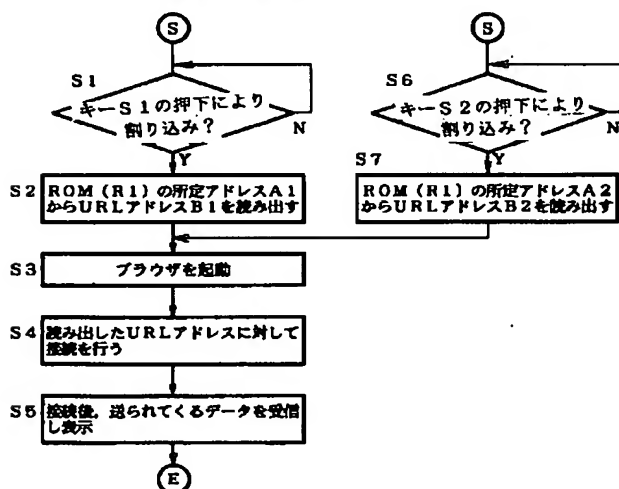 S
S1
キーS1の押下により
割り込み?
N
Y
S2
ROM(R1)の所定アドレスA1
からURLアドレスB1を読み出す
S3
ブラウザを起動
S4
読み出したURLアドレスに対して
接続を行う
S5
接続後,送られてくるデータを受信
し表示
E
S
S6
キーS2の押下により
割り込み?
N
Y
S7
ROM(R1)の所定アドレスA2
からURLアドレスB2を読み出す